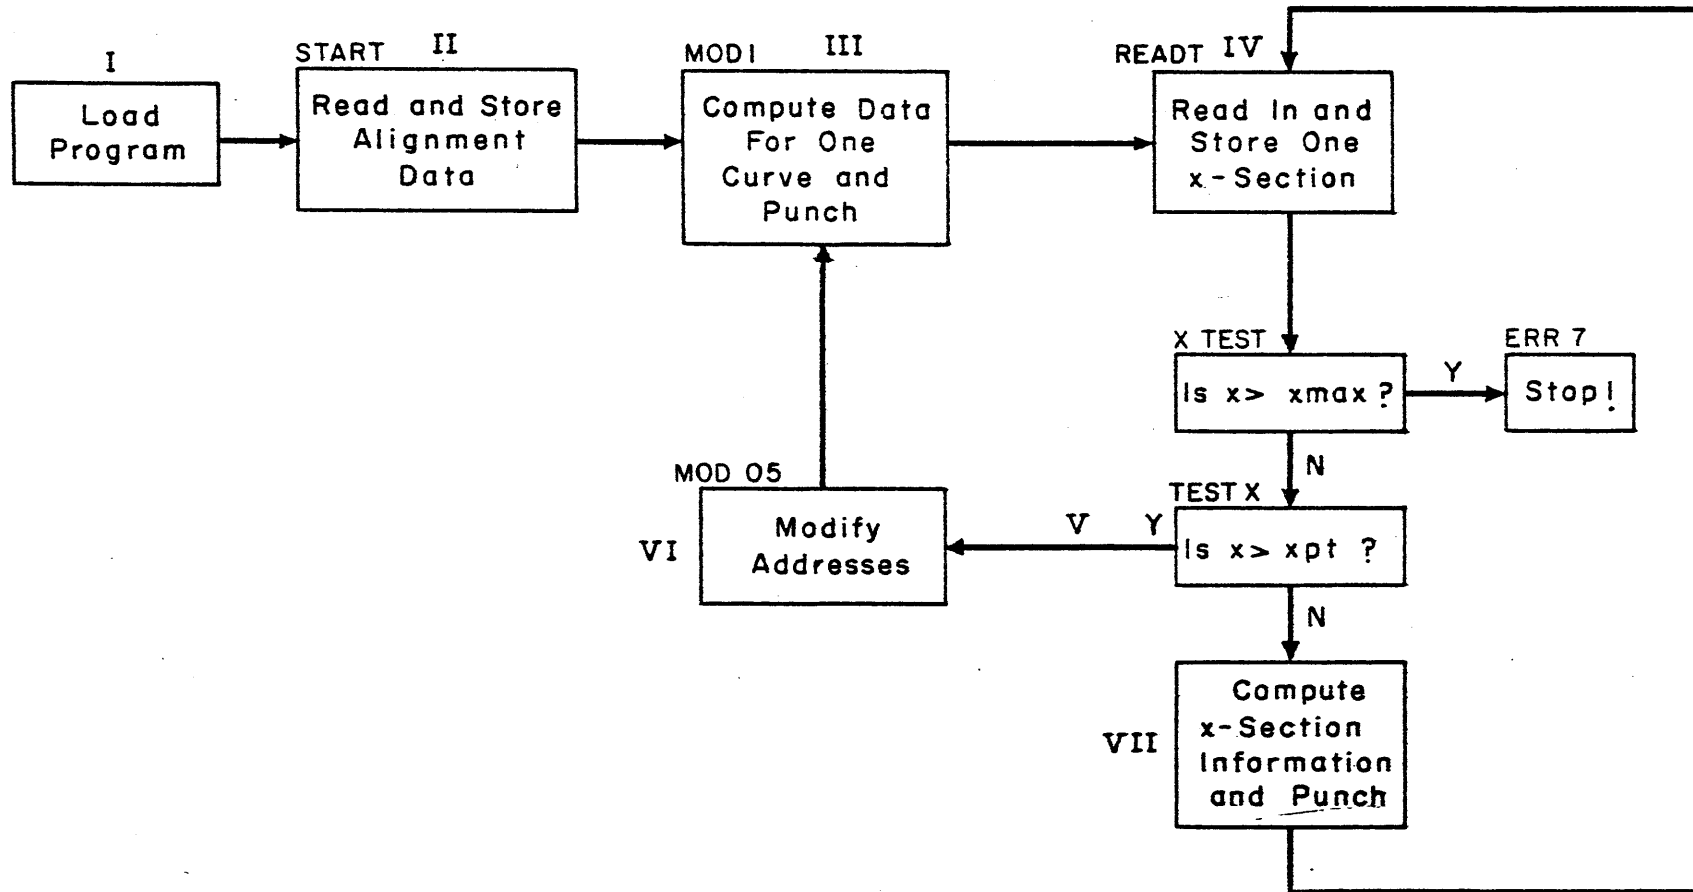 I
Load
Program
START II
Read and Store
Alignment
Data
MOD1 III
Compute Data
For One
Curve and
Punch
READT IV
Read In and
Store One
x-Section
X TEST
Is x> xmax?
Y
ERR 7
Stop!
N
TEST X
Is x> xpt ?
Y
V
MOD 05
VI
Modify
Addresses
N
VII
Compute
x-Section
Information
and Punch